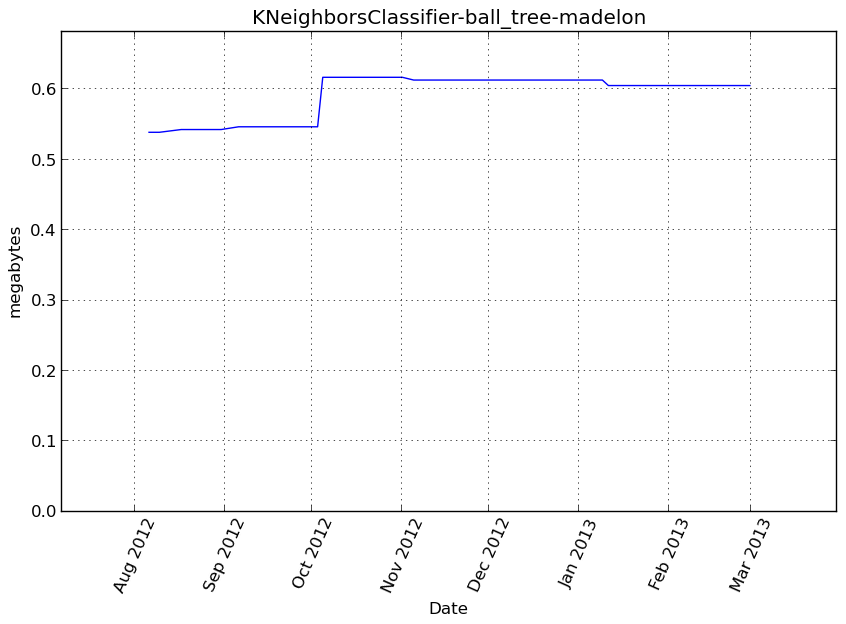 KNeighborsClassifier-ball_tree-madelon
megabytes
0.6
0.5
0.4
0.3
0.2
0.1
0.0
Aug 2012
Sep 2012
Oct 2012
Nov 2012
Dec 2012
Jan 2013
Feb 2013
Mar 2013
Date